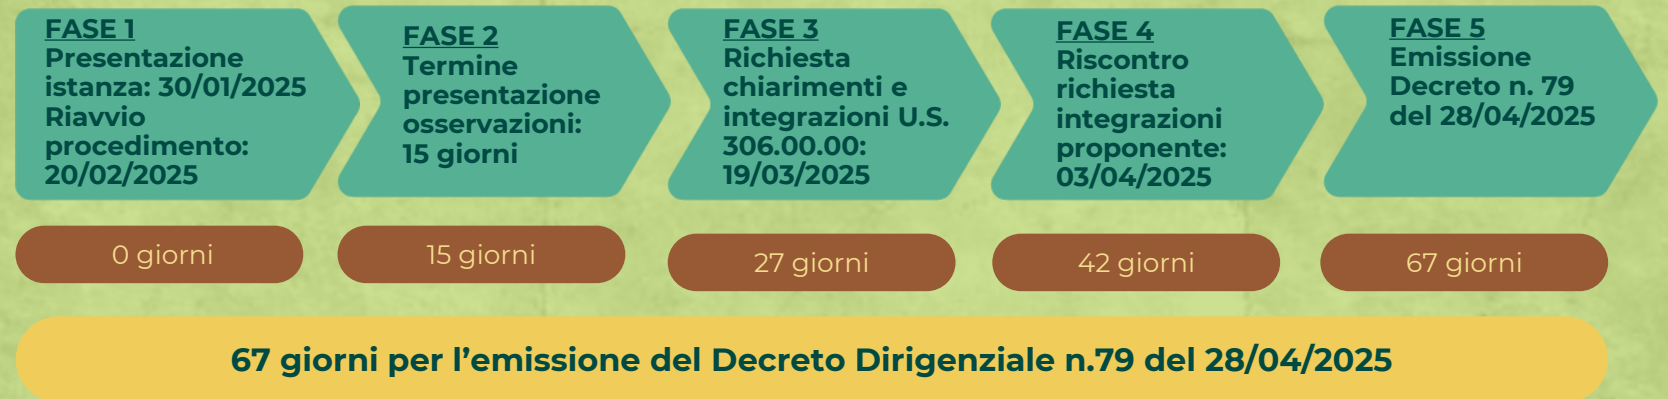 FASE 1
Presentazione
istanza: 30/01/2025
Riavvio
procedimento:
20/02/2025
FASE 2
Termine
presentazione
osservazioni:
15 giorni
FASE 3
Richiesta
chiarimenti e
integrazioni U.S.
306.00.00:
19/03/2025
FASE 4
Riscontro
richiesta
integrazioni
proponente:
03/04/2025
FASE 5
Emissione
Decreto n. 79
del 28/04/2025
0 giorni
15 giorni
27 giorni
42 giorni
67 giorni
67 giorni per l’emissione del Decreto Dirigenziale n.79 del 28/04/2025